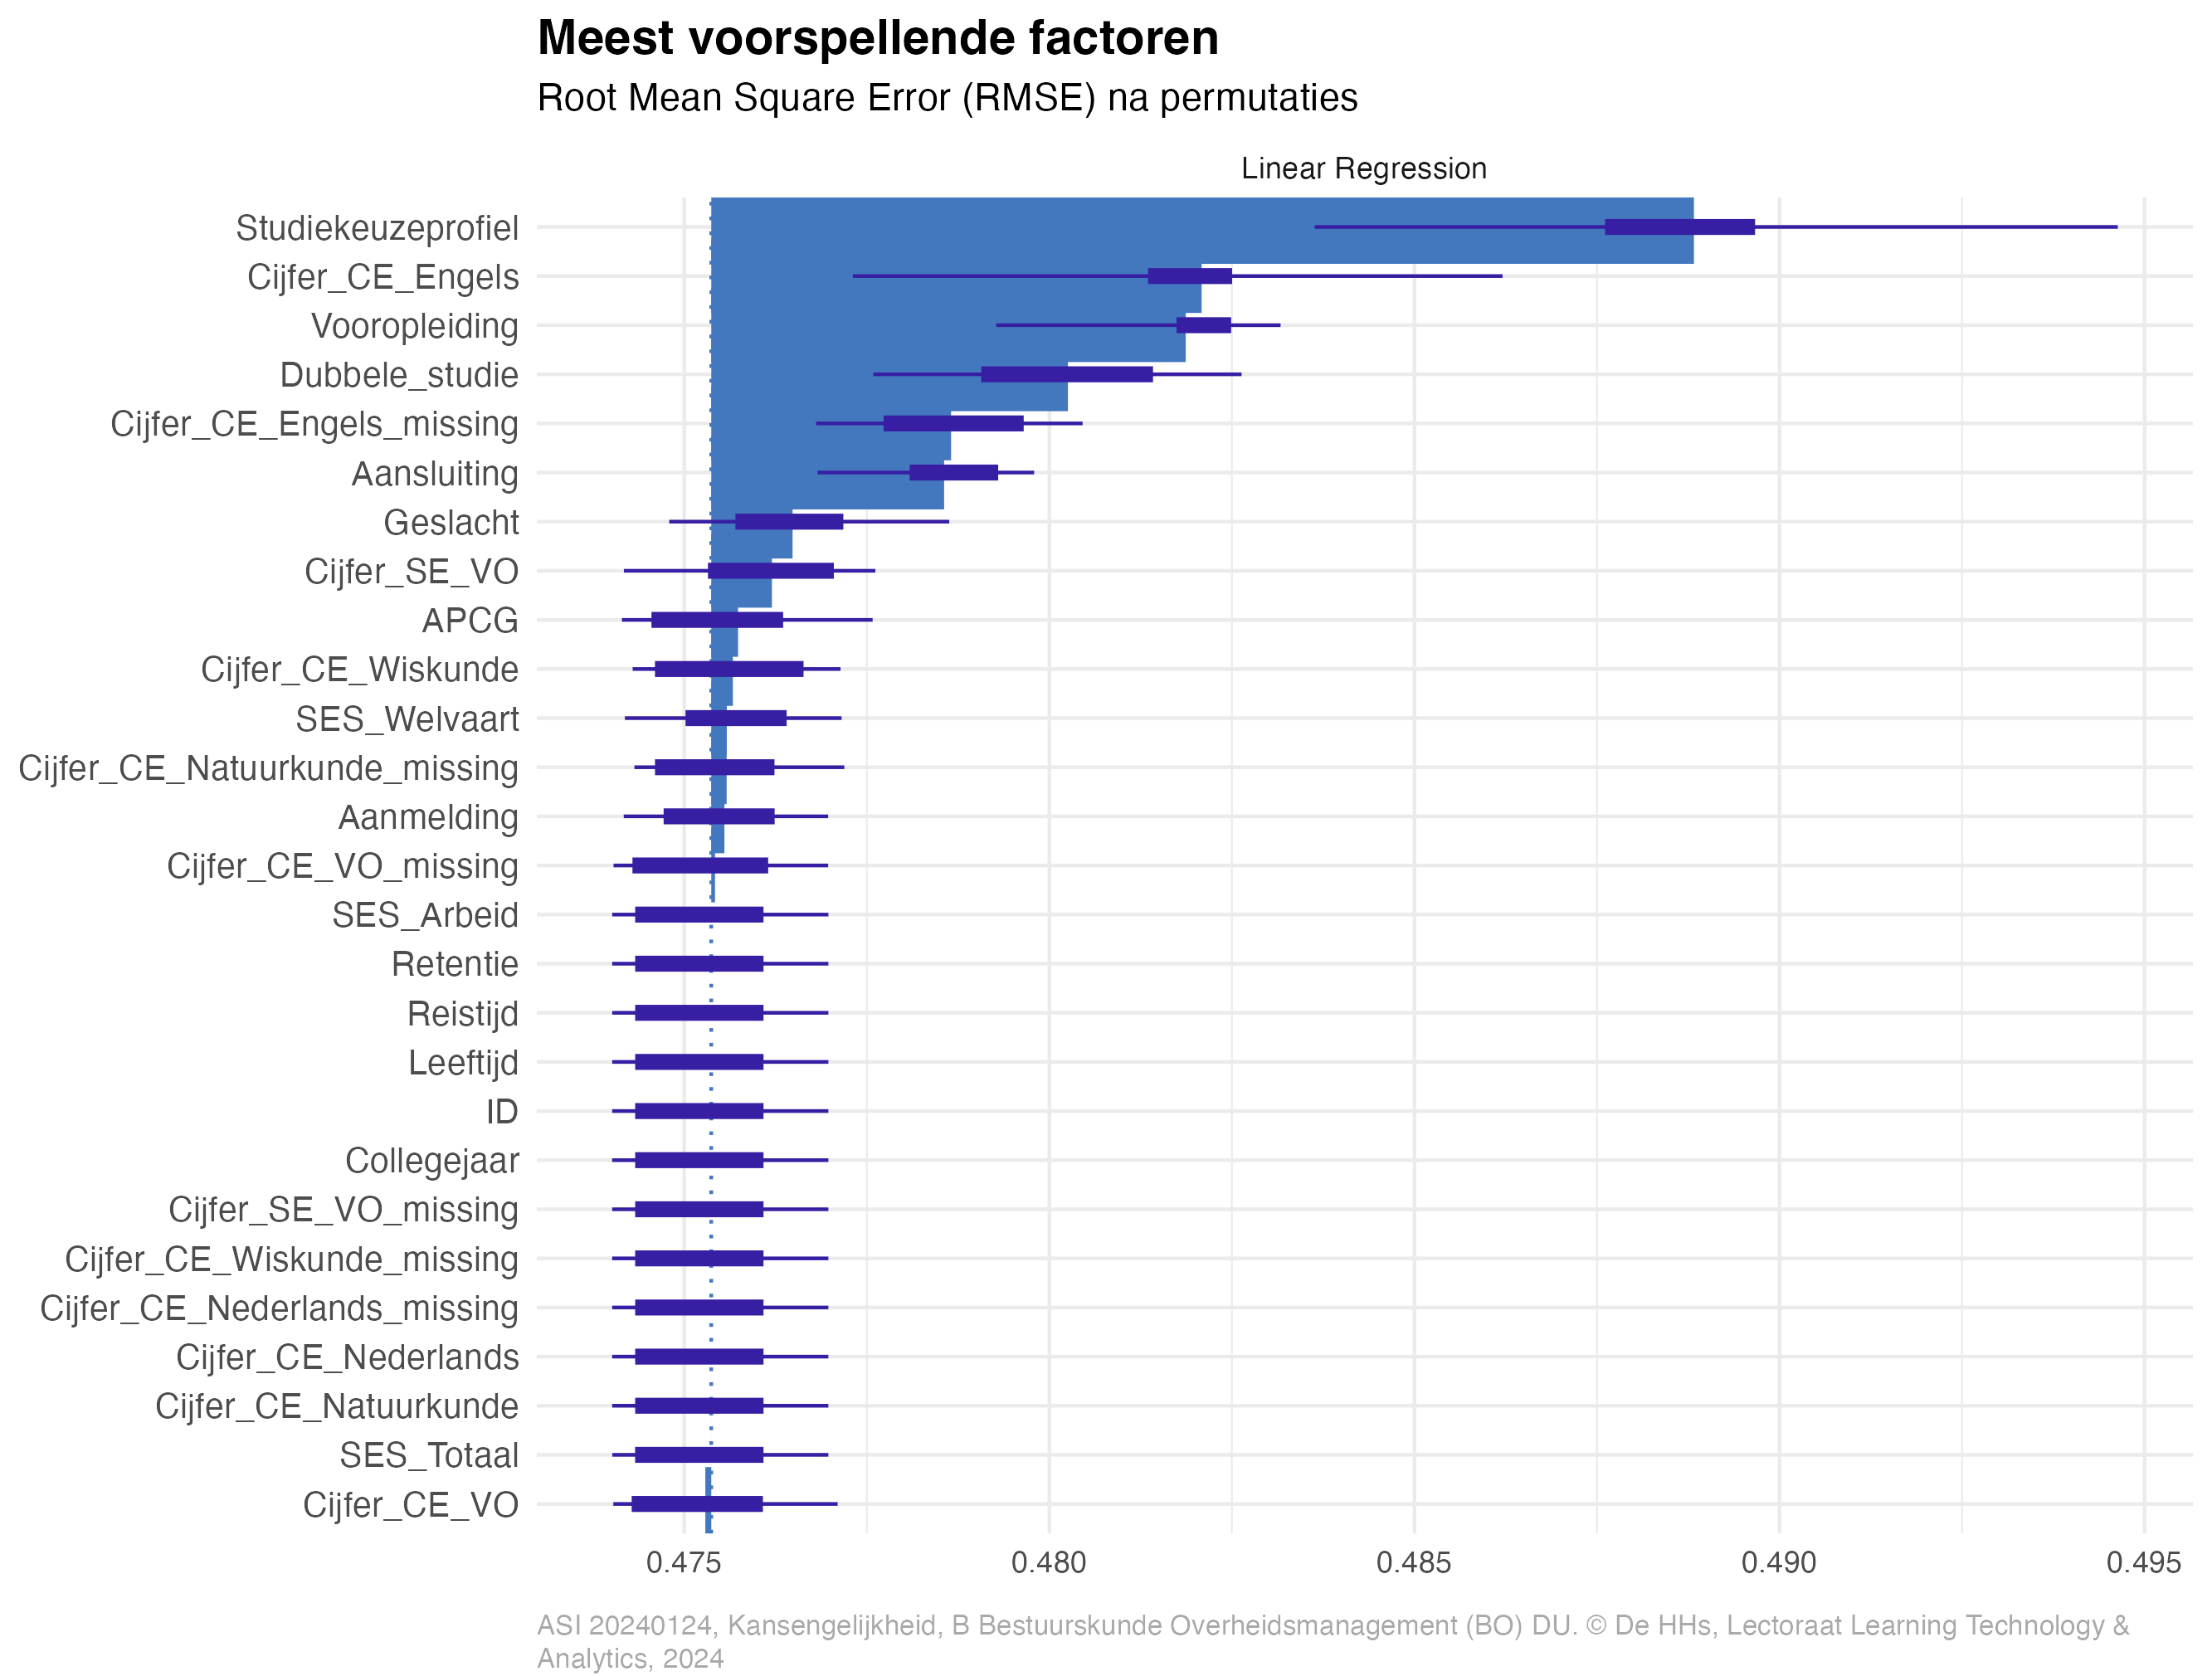 Meest voorspellende factoren
Root Mean Square Error (RMSE) na permutaties
Linear Regression
Studiekeuzeprofiel
Cijfer_CE_Engels
Vooropleiding
Dubbele_studie
Cijfer_CE_Engels_missing
Aansluiting
Geslacht
Cijfer_SE_VO
APCG
Cijfer_CE_Wiskunde
SES_Welvaart
Cijfer_CE_Natuurkunde_missing
Aanmelding
Cijfer_CE_VO_missing
SES_Arbeid
Retentie
Reistijd
Leeftijd
ID
Collegejaar
Cijfer_SE_VO_missing
Cijfer_CE_Wiskunde_missing
Cijfer_CE_Nederlands_missing
Cijfer_CE_Nederlands
Cijfer_CE_Natuurkunde
SES_Totaal
Cijfer_CE_VO
0.475 0.480 0.485 0.490 0.495
ASI 20240124, Kansengelijkheid, B Bestuurskunde Overheidsmanagement (BO) DU. © De HHs, Lectoraat Learning Technology &
Analytics, 2024